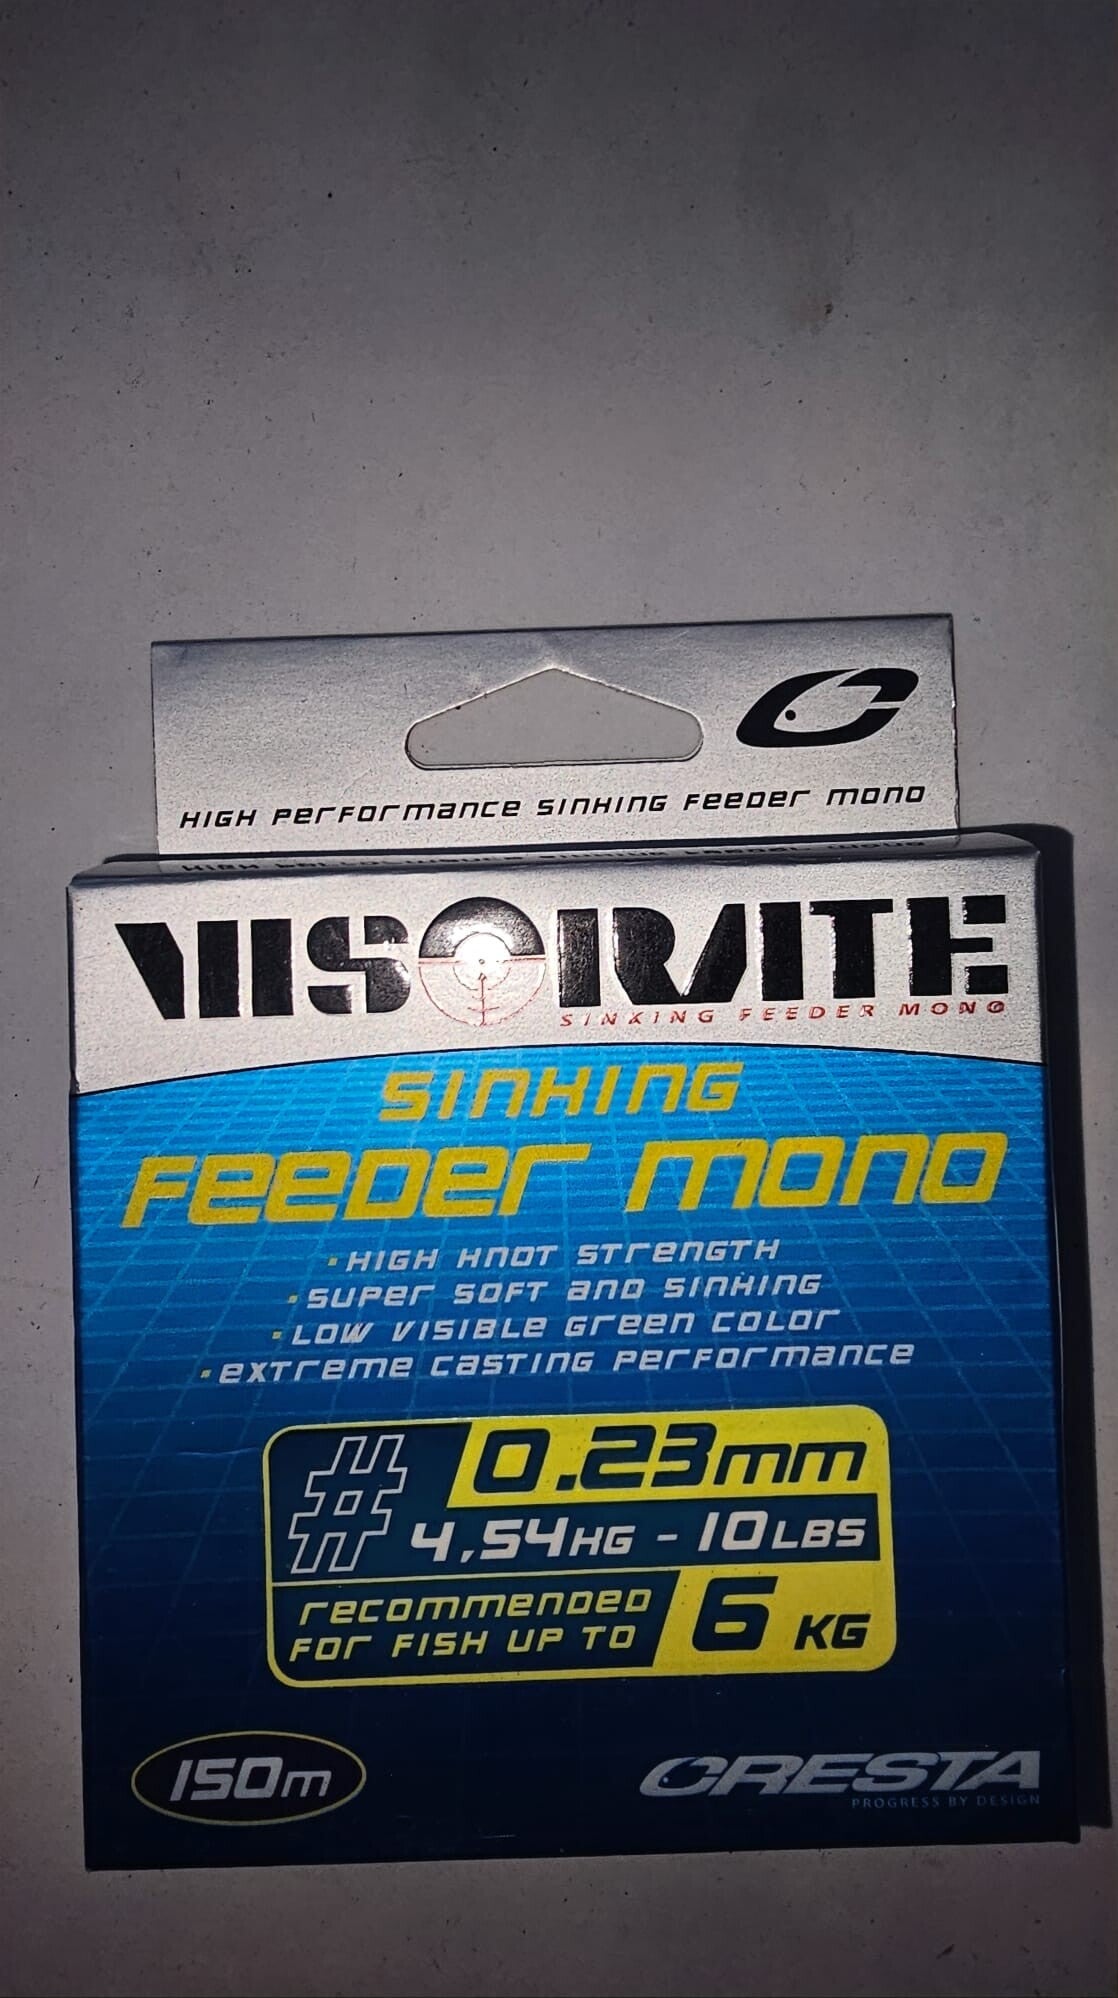 HIGH PERFORMANCE SINKING FEEDER MONO
VISORATE
SINKING FEEDER MONO
SINKING
FEEDER MONO
·HIGH KNOT STRENGTH
·SUPER SOFT AND SINKING
·LOW VISIBLE GREEN COLOR
·EXTREME CASTING PERFORMANCE
# 0.23mm
4,54KG - 10LBS
RECOMMENDED
FOR FISH UP TO 6 KG
150m
CRESTA
PROGRESS BY DESIGN